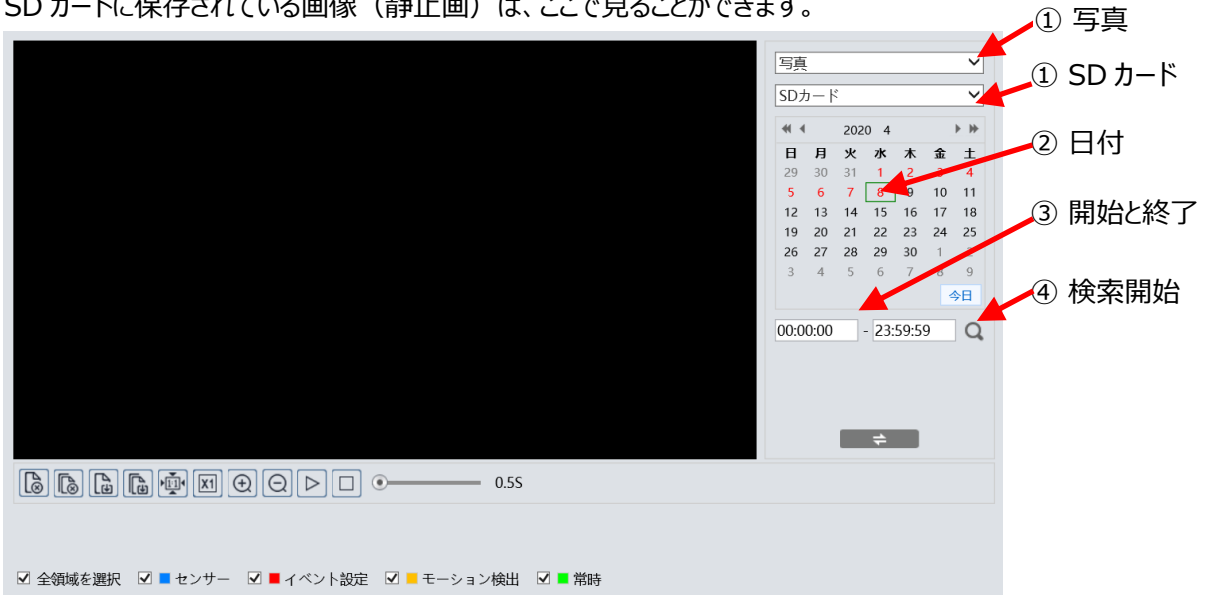 SD カードに保存されている画像（静止画）は、ここで見ることができます。
① 写真
① SD カード
② 日付
③ 開始と終了
④ 検索開始
写真
SDカード
2020 4
日 月 火 水 木 金 土
29 30 31 1 2 3 4
5 6 7 8 9 10 11
12 13 14 15 16 17 18
19 20 21 22 23 24 25
26 27 28 29 30 1 2
3 4 5 6 7 8 9
今日
00:00:00 - 23:59:59
1:1 X1 0.5S
全領域を選択 センサー イベント設定 モーション検出 常時